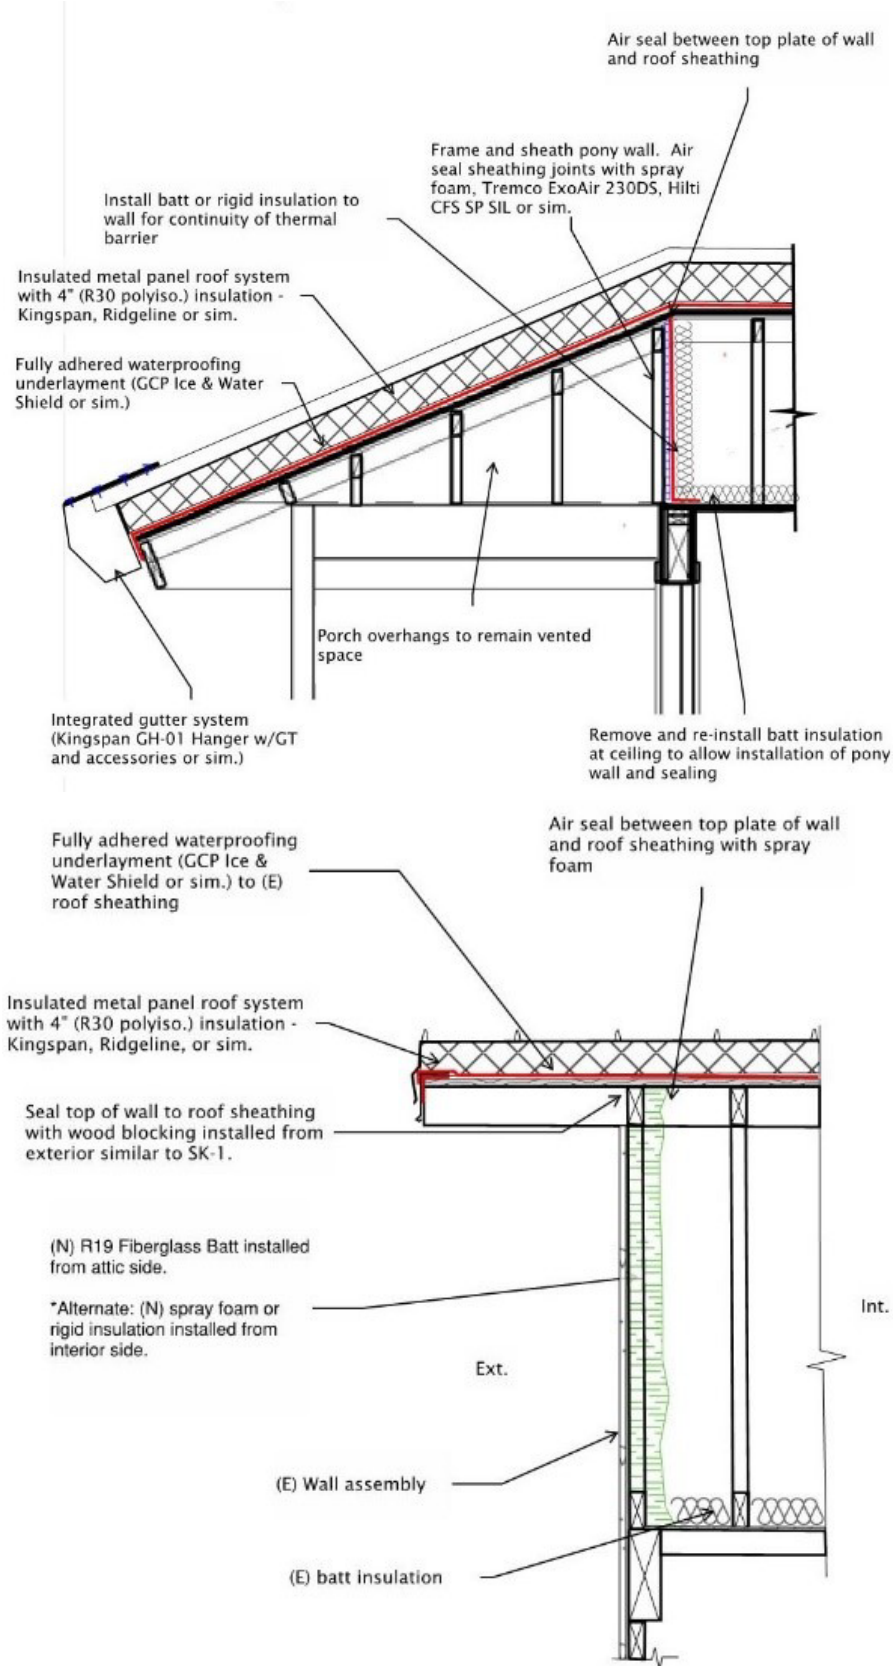 Air seal between top plate of wall
and roof sheathing
Frame and sheath pony wall.  Air
seal sheathing joints with spray
foam, Tremco ExoAir 230DS, Hilti
CFS SP SIL or sim.
Install batt or rigid insulation to
wall for continuity of thermal
barrier
Insulated metal panel roof system
with 4" (R30 polyiso.) insulation -
Kingspan, Ridgeline or sim.
Fully adhered waterproofing
underlayment (GCP Ice & Water
Shield or sim.)
Porch overhangs to remain vented
space
Integrated gutter system
(Kingspan GH-01 Hanger w/GT
and accessories or sim.)
Remove and re-install batt insulation
at ceiling to allow installation of pony
wall and sealing
Fully adhered waterproofing
underlayment (GCP Ice &
Water Shield or sim.) to (E)
roof sheathing
Air seal between top plate of wall
and roof sheathing with spray
foam
Insulated metal panel roof system
with 4" (R30 polyiso.) insulation -
Kingspan, Ridgeline, or sim.
Seal top of wall to roof sheathing
with wood blocking installed from
exterior similar to SK-1.
(N) R19 Fiberglass Batt installed
from attic side.
*Alternate: (N) spray foam or
rigid insulation installed from
interior side.
Int.
Ext.
(E) Wall assembly
(E) batt insulation